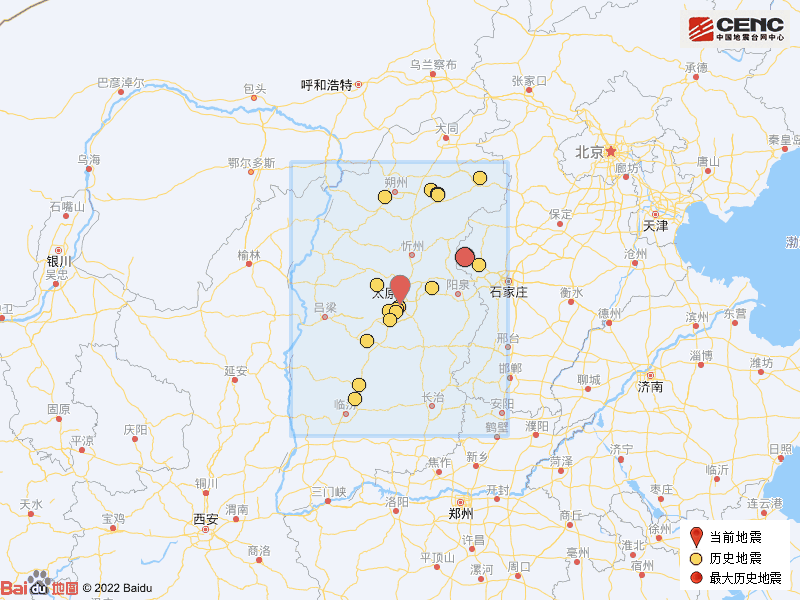 CENC
中国地震台网中心
乌兰察布
承德
巴彦淖尔
呼和浩特
张家口
包头
大同
秦皇岛
北京
乌海
鄂尔多斯
廊坊
唐山
朔州
石嘴山
保定
天津
忻州
沧州
银川
榆林
吴忠
太原
阳泉
石家庄
衡水
吕梁
德州
滨州
东营
邢台
淄博
潍坊
延安
邯郸
聊城
济南
临汾
长治
安阳
固原
鹤壁
濮阳
庆阳
平凉
新乡
济宁
日照
焦作
菏泽
临沂
铜川
三门峡
开封
枣庄
天水
渭南
洛阳
郑州
连云港
宝鸡
西安
商丘
徐州
许昌
商洛
平顶山
亳州
淮北
漯河
周口
宿州
当前地震
历史地震
最大历史地震
Baidu地图 © 2022 Baidu